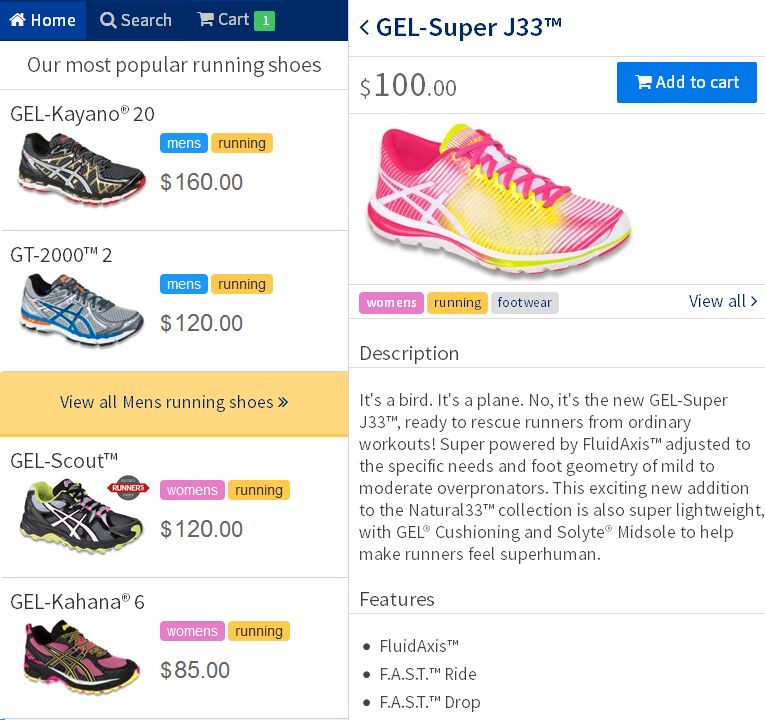 Home Search Cart 1
Our most popular running shoes
GEL-Kayano® 20
mens running
$160.00
GT-2000™ 2
mens running
$120.00
View all Mens running shoes »
GEL-Scout™
RUNNERS
womens running
$120.00
GEL-Kahana® 6
womens running
$85.00
< GEL-Super J33™
$100.00 Add to cart
womens running footwear View all >
Description
It's a bird. It's a plane. No, it's the new GEL-Super
J33™, ready to rescue runners from ordinary
workouts! Super powered by FluidAxis™ adjusted to
the specific needs and foot geometry of mild to
moderate overpronators. This exciting new addition
to the Natural33™ collection is also super lightweight,
with GEL® Cushioning and Solyte® Midsole to help
make runners feel superhuman.
Features
• FluidAxis™
• F.A.S.T.™ Ride
• F.A.S.T.™ Drop